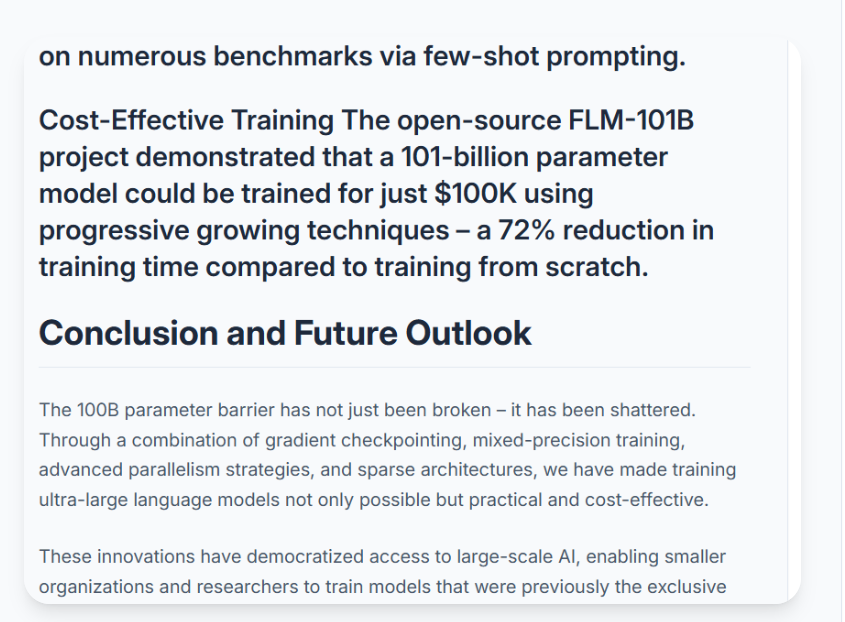 on numerous benchmarks via few-shot prompting.
Cost-Effective Training The open-source FLM-101B
project demonstrated that a 101-billion parameter
model could be trained for just $100K using
progressive growing techniques – a 72% reduction in
training time compared to training from scratch.
Conclusion and Future Outlook
The 100B parameter barrier has not just been broken – it has been shattered.
Through a combination of gradient checkpointing, mixed-precision training,
advanced parallelism strategies, and sparse architectures, we have made training
ultra-large language models not only possible but practical and cost-effective.
These innovations have democratized access to large-scale AI, enabling smaller
organizations and researchers to train models that were previously the exclusive